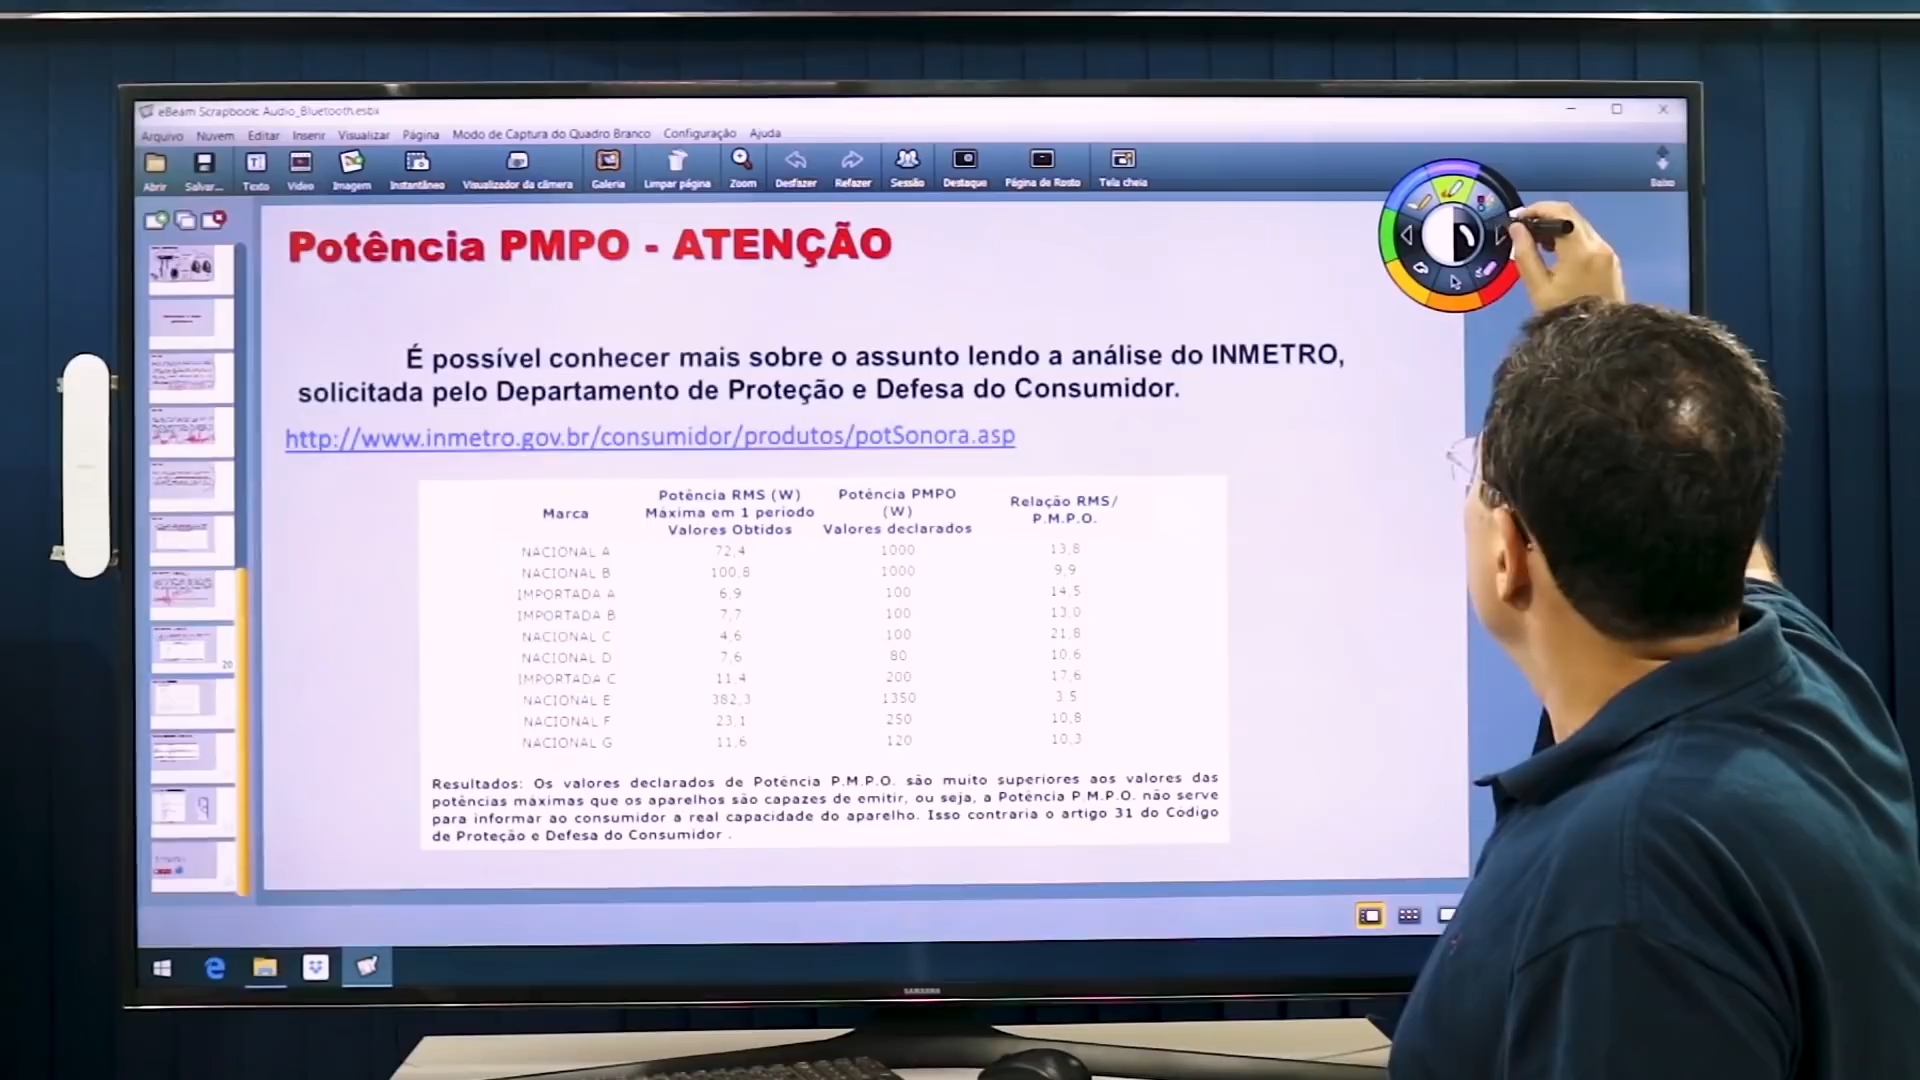 eBeam Scrapbook: Audio_Bluetooth.esbx
Arquivo Nuvem Editar Inserir Visualizar Página Modo de Captura do Quadro Branco Configuração Ajuda
Abrir Salvar... Texto Video Imagem Instantâneo Visualizador da câmera Galeria Limpar página Zoom Desfazer Refazer Sessão Destaque Página de Rosto Tela cheia Baixo
Potência PMPO - ATENÇÃO
É possível conhecer mais sobre o assunto lendo a análise do INMETRO,
solicitada pelo Departamento de Proteção e Defesa do Consumidor.
http://www.inmetro.gov.br/consumidor/produtos/potSonora.asp
Marca Potência RMS (W) Máxima em 1 periodo Valores Obtidos Potência PMPO (W) Valores declarados Relação RMS/ P.M.P.O.
NACIONAL A 72,4 1000 13,8
NACIONAL B 100,8 1000 9,9
IMPORTADA A 6,9 100 14,5
IMPORTADA B 7,7 100 13,0
NACIONAL C 4,6 100 21,8
NACIONAL D 7,6 80 10,6
IMPORTADA C 11,4 200 17,6
NACIONAL E 382,3 1350 3.5
NACIONAL F 23,1 250 10,8
NACIONAL G 11,6 120 10,3
Resultados: Os valores declarados de Potência P.M.P.O. são muito superiores aos valores das
potências máximas que os aparelhos são capazes de emitir, ou seja, a Potência P.M.P.O. não serve
para informar ao consumidor a real capacidade do aparelho. Isso contraria o artigo 31 do Código
de Proteção e Defesa do Consumidor .
20
SAMSUNG